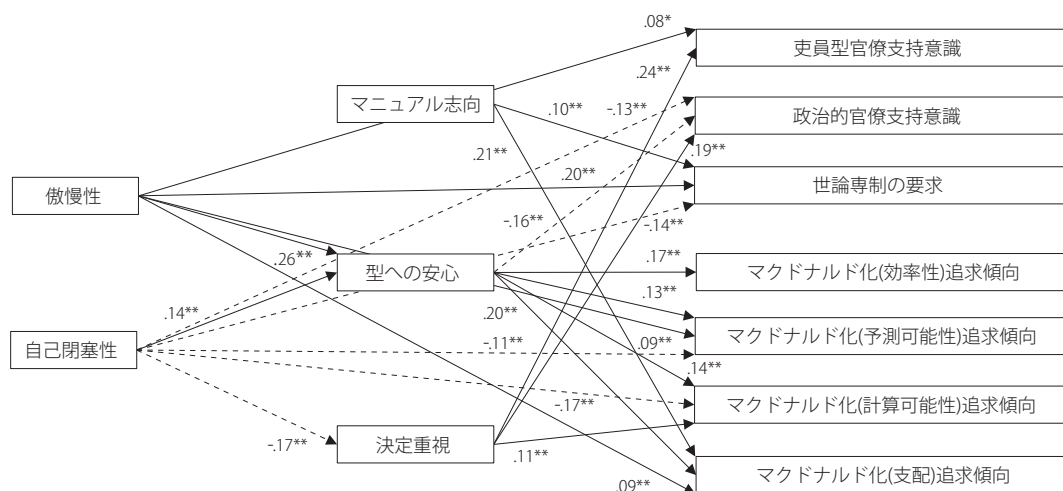 .08*
吏員型官僚支持意識
.24**
マニュアル志向
.10**
-.13**
政治的官僚支持意識
.21**
.19**
傲慢性
.20**
世論専制の要求
-.16**
-.14**
.26**
型への安心
.17**
マクドナルド化(効率性)追求傾向
.14**
.20**
.13**
自己閉塞性
-.11**
.09**
マクドナルド化(予測可能性)追求傾向
.14**
-.17**
マクドナルド化(計算可能性)追求傾向
-.17**
決定重視
.11**
.09**
マクドナルド化(支配)追求傾向